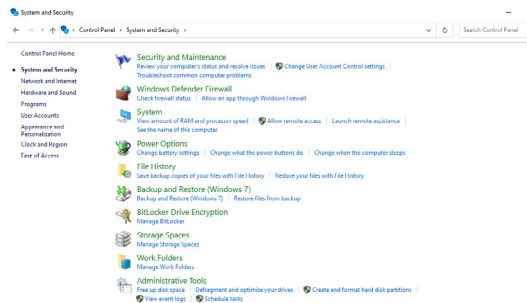 System and Security
Control Panel > System and Security >
Search Control Panel
Control Panel Home
System and Security
Network and Internet
Hardware and Sound
Programs
User Accounts
Appearance and
Personalization
Clock and Region
Ease of Access
Security and Maintenance
Review your computer's status and resolve issues | Change User Account Control settings |
Troubleshoot common computer problems
Windows Defender Firewall
Check firewall status | Allow an app through Windows Firewall
System
View amount of RAM and processor speed | Allow remote access | Launch remote assistance |
See the name of this computer
Power Options
Change battery settings | Change what the power buttons do | Change when the computer sleeps
File History
Save backup copies of your files with File History | Restore your files with File History
Backup and Restore (Windows 7)
Backup and Restore (Windows 7) | Restore files from backup
BitLocker Drive Encryption
Manage BitLocker
Storage Spaces
Manage Storage Spaces
Work Folders
Manage Work Folders
Administrative Tools
Free up disk space | Defragment and optimize your drives | Create and format hard disk partitions |
View event logs | Schedule tasks